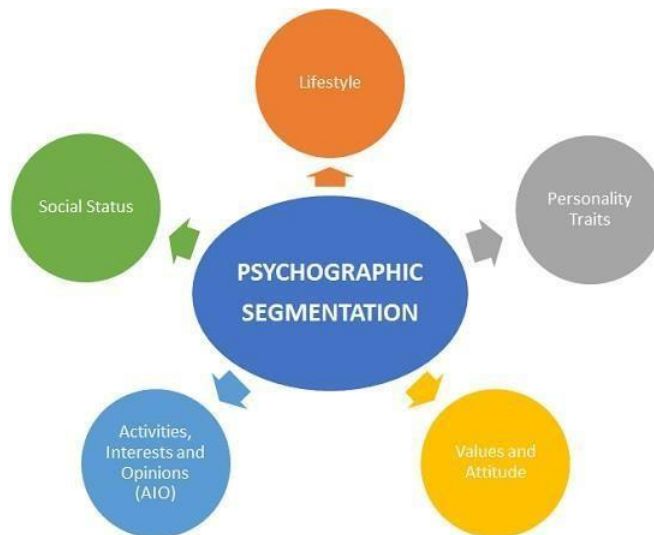 Lifestyle
Social Status
Personality
Traits
PSYCHOGRAPHIC
SEGMENTATION
Activities,
Interests and
Opinions
(AIO)
Values and
Attitude